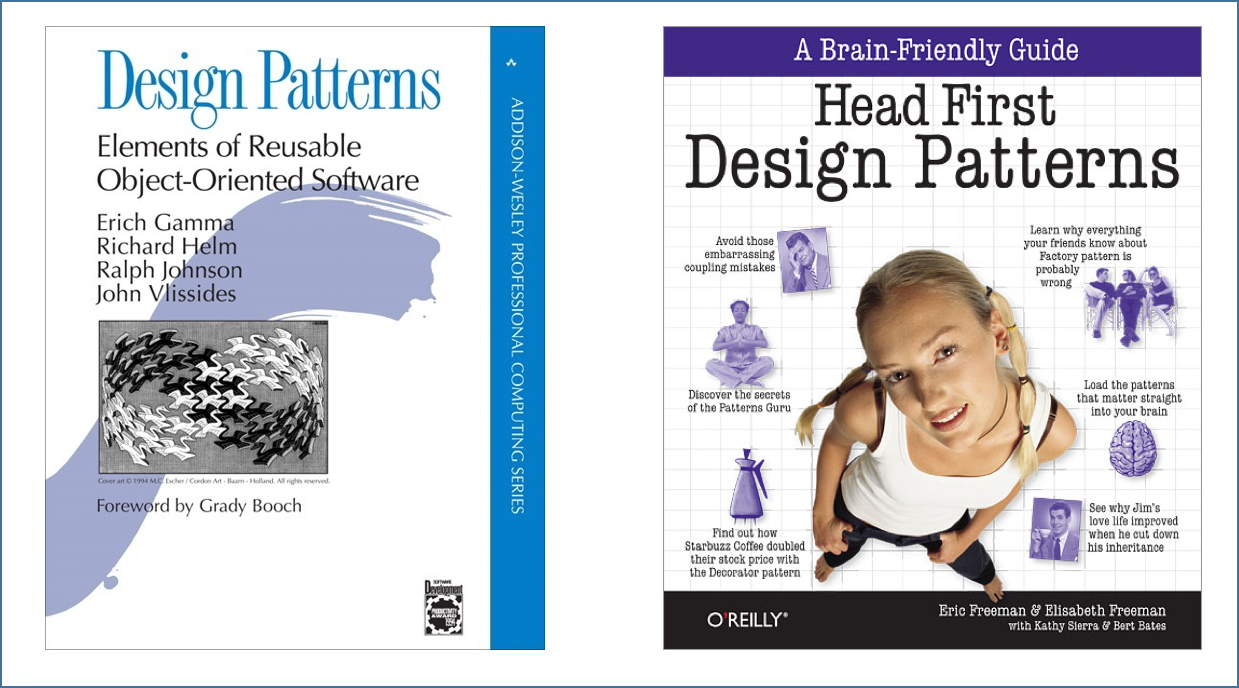 Design Patterns
Elements of Reusable
Object-Oriented Software
Erich Gamma
Richard Helm
Ralph Johnson
John Vlissides
Cover art © 1994 M.C. Escher / Cordon Art - Baarn - Holland. All rights reserved.
Foreword by Grady Booch
SOFTWARE
Development
PRODUCTIVITY
AWARD
ADDISON-WESLEY PROFESSIONAL COMPUTING SERIES
A Brain-Friendly Guide
Head First
Design Patterns
Avoid those
embarrassing
coupling mistakes
Learn why everything
your friends know about
Factory pattern is
probably
wrong
Discover the secrets
of the Patterns Guru
Load the patterns
that matter straight
into your brain
Find out how
Starbuzz Coffee doubled
their stock price with
the Decorator pattern
See why Jim's
love life improved
when he cut down
his inheritance
O'REILLY®
Eric Freeman & Elisabeth Freeman
with Kathy Sierra & Bert Bates